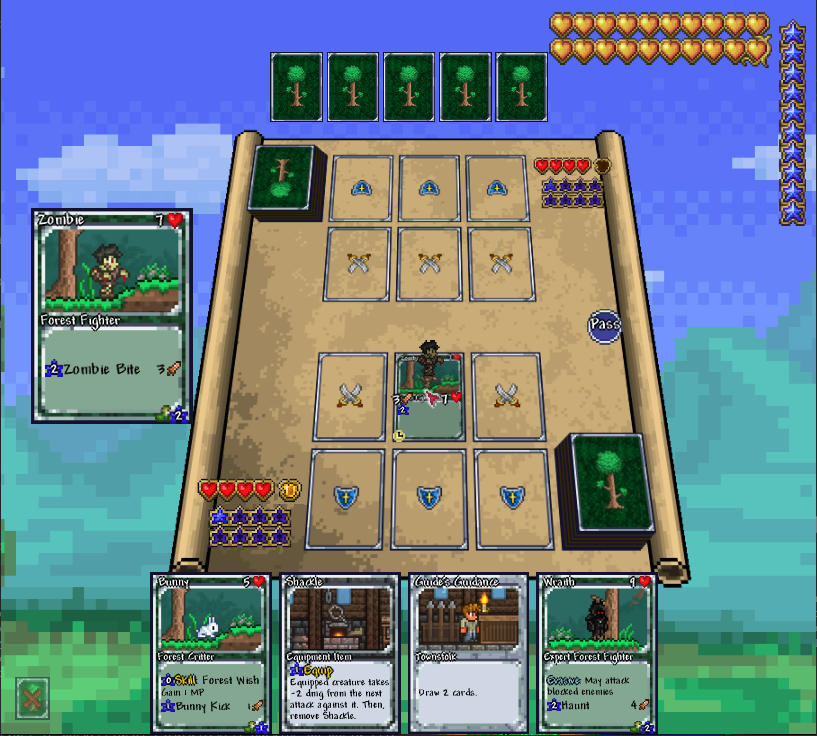 Zombie 7
Forest Fighter
2 Zombie Bite 3
2
Pass
3 7
2
Bunny 5
Forest Critter
0 Skill Forest Wish
Gain 1 MP
1 Bunny Kick 1
1
Shackle
Equipment Item
1 Equip
Equipped creature takes
-2 dmg from the next
attack against it. Then,
remove Shackle.
Guide's Guidance
Townsfolk
Draw 2 cards.
Wraith 9
Expert Forest Fighter
May attack
blocked enemies
2 Haunt 4
2